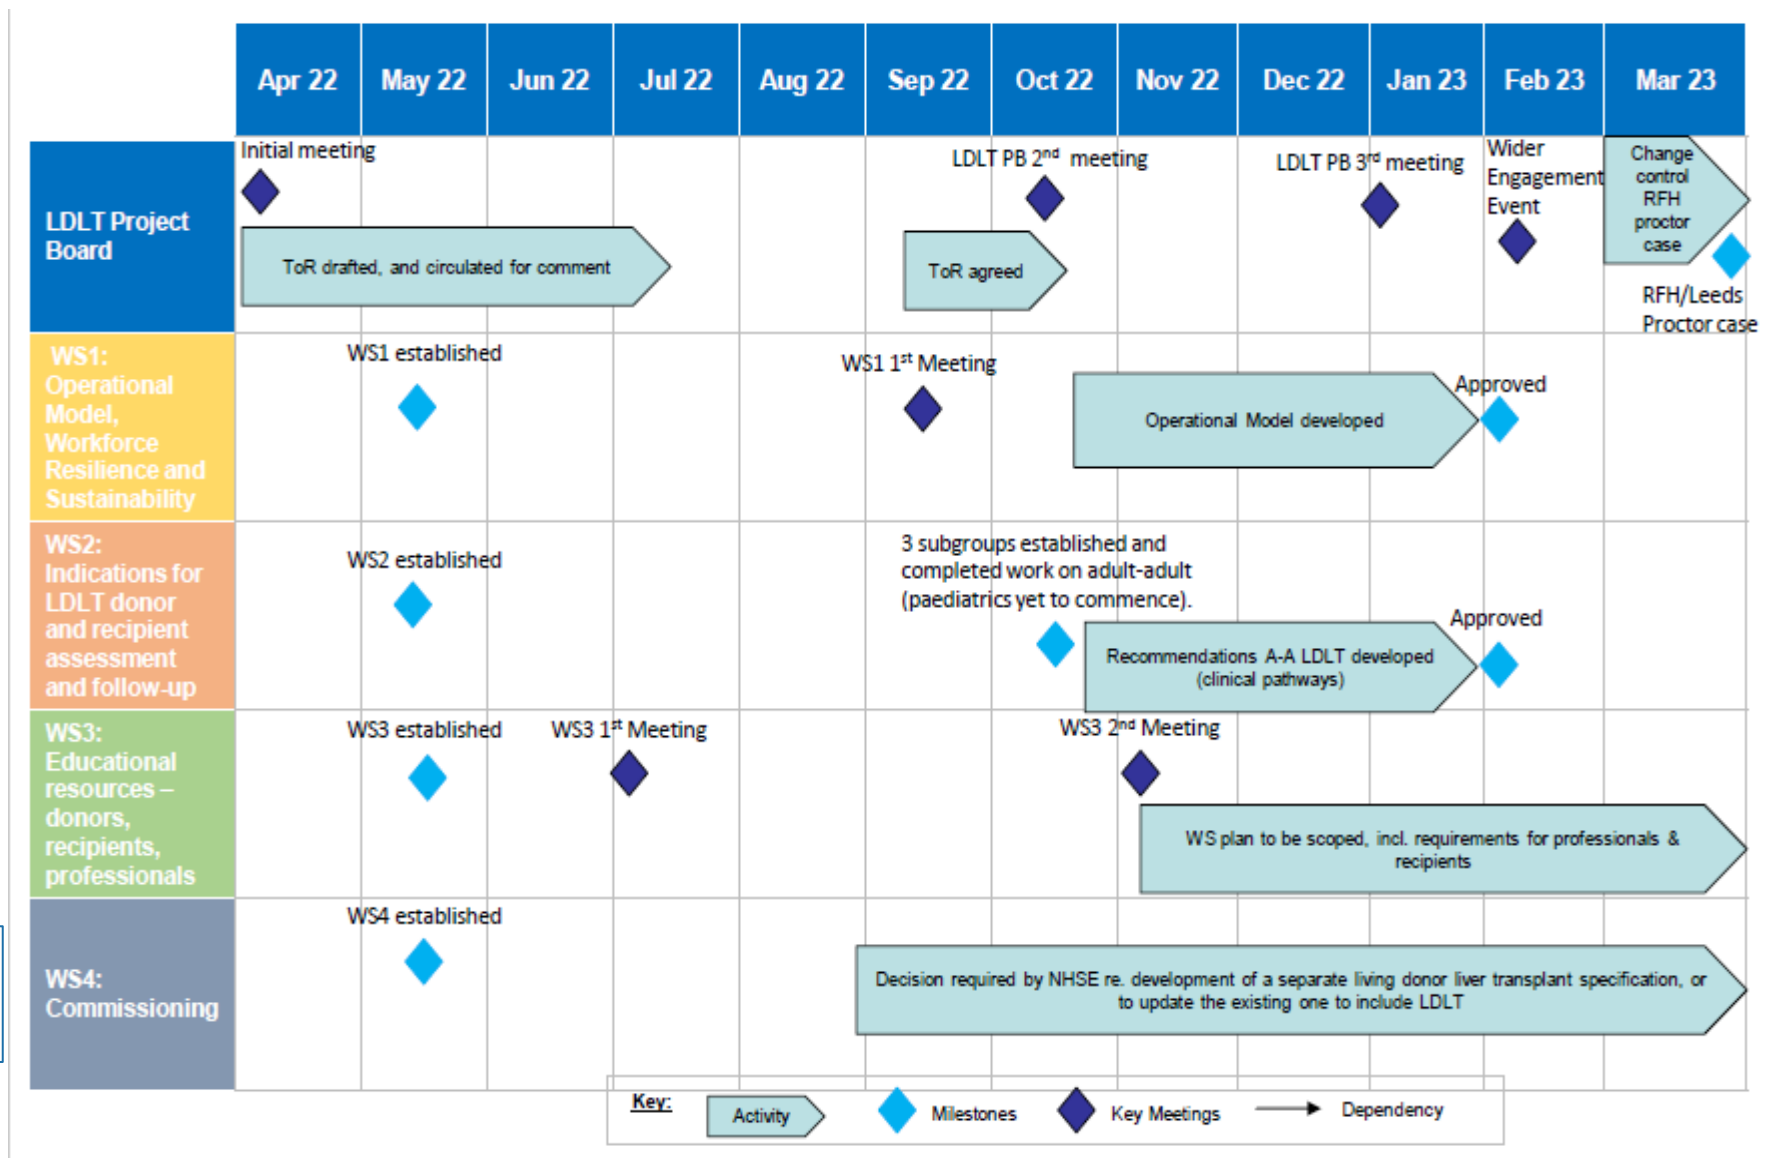 Apr 22 May 22 Jun 22 Jul 22 Aug 22 Sep 22 Oct 22 Nov 22 Dec 22 Jan 23 Feb 23 Mar 23
LDLT Project
Board
Initial meeting
ToR drafted, and circulated for comment
ToR agreed
LDLT PB 2nd meeting
LDLT PB 3rd meeting
Wider
Engagement
Event
Change
control
RFH
proctor
case
RFH/Leeds
Proctor case
WS1:
Operational
Model,
Workforce
Resilience and
Sustainability
WS1 established
WS1 1st Meeting
Operational Model developed
Approved
WS2:
Indications for
LDLT donor
and recipient
assessment
and follow-up
WS2 established
3 subgroups established and
completed work on adult-adult
(paediatrics yet to commence).
Recommendations A-A LDLT developed
(clinical pathways)
Approved
WS3:
Educational
resources –
donors,
recipients,
professionals
WS3 established
WS3 1st Meeting
WS3 2nd Meeting
WS plan to be scoped, incl. requirements for professionals &
recipients
WS4:
Commissioning
WS4 established
Decision required by NHSE re. development of a separate living donor liver transplant specification, or
to update the existing one to include LDLT
Key:
Activity
Milestones
Key Meetings
Dependency